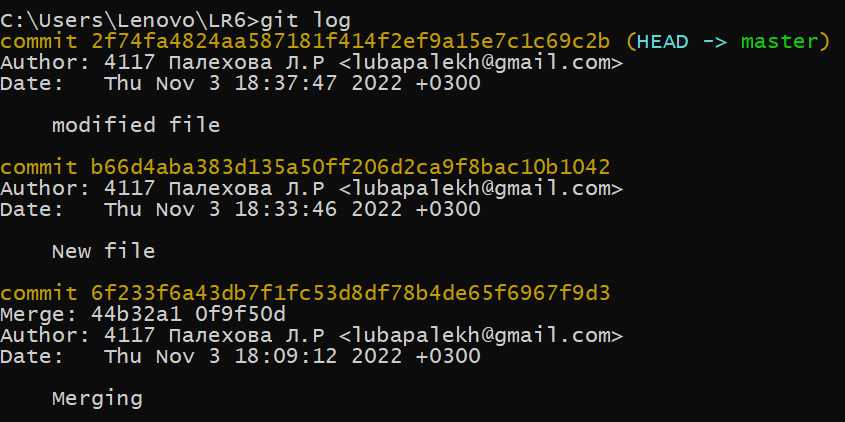 C:\Users\Lenovo\LR6>git log
commit 2f74fa4824aa587181f414f2ef9a15e7c1c69c2b (HEAD -> master)
Author: 4117 Палехова Л.Р <lubapalekh@gmail.com>
Date:   Thu Nov 3 18:37:47 2022 +0300
    modified file
commit b66d4aba383d135a50ff206d2ca9f8bac10b1042
Author: 4117 Палехова Л.Р <lubapalekh@gmail.com>
Date:   Thu Nov 3 18:33:46 2022 +0300
    New file
commit 6f233f6a43db7f1fc53d8df78b4de65f6967f9d3
Merge: 44b32a1 0f9f50d
Author: 4117 Палехова Л.Р <lubapalekh@gmail.com>
Date:   Thu Nov 3 18:09:12 2022 +0300
    Merging